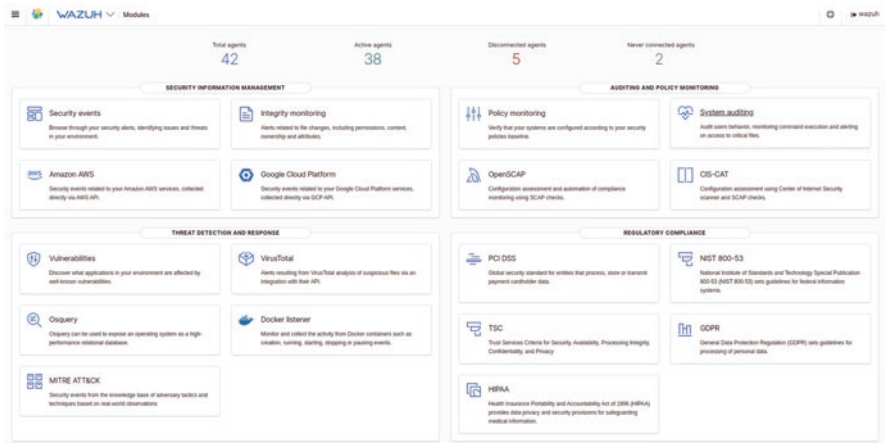 WAZUH Modules
wazuh
Total agents
42
Active agents
38
Disconnected agents
5
Never connected agents
2
SECURITY INFORMATION MANAGEMENT
Security events
Browse through your security alerts, identifying issues and threats
in your environment.
Integrity monitoring
Alerts related to file changes, including permissions, content,
ownership and attributes.
Amazon AWS
Security events related to your Amazon AWS services, collected
directly via AWS API.
Google Cloud Platform
Security events related to your Google Cloud Platform services,
collected directly via GCP API.
AUDITING AND POLICY MONITORING
Policy monitoring
Verify that your systems are configured according to your security
policies baseline.
System auditing
Audit users behavior, monitoring command execution and alerting
on access to critical files.
OpenSCAP
Configuration assessment and automation of compliance
monitoring using SCAP checks.
CIS-CAT
Configuration assessment using Center of Internet Security
scanner and SCAP checks.
THREAT DETECTION AND RESPONSE
Vulnerabilities
Discover what applications in your environment are affected by
well-known vulnerabilities.
VirusTotal
Alerts resulting from VirusTotal analysis of suspicious files via an
integration with their API.
Osquery
Osquery can be used to expose an operating system as a high-
performance relational database.
Docker listener
Monitor and collect the activity from Docker containers such as
creation, running, starting, stopping or pausing events.
MITRE ATT&CK
Security events from the knowledge base of adversary tactics and
techniques based on real-world observations
REGULATORY COMPLIANCE
PCI DSS
Global security standard for entities that process, store or transmit
payment cardholder data.
NIST 800-53
National Institute of Standards and Technology Special Publication
800-53 (NIST 800-53) sets guidelines for federal information
systems.
TSC
Trust Services Criteria for Security, Availability, Processing Integrity,
Confidentiality, and Privacy
GDPR
General Data Protection Regulation (GDPR) sets guidelines for
processing of personal data.
HIPAA
Health Insurance Portability and Accountability Act of 1996 (HIPAA)
provides data privacy and security provisions for safeguarding
medical information.